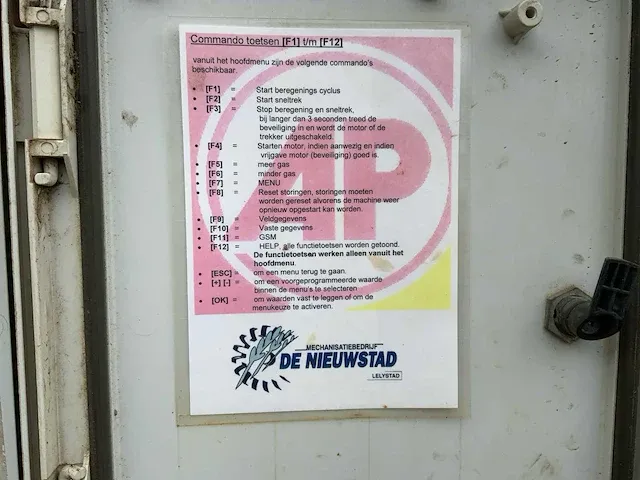 Commando toetsen [F1] t/m [F12]
vanuit het hoofdmenu zijn de volgende commando's
beschikbaar.
• [F1] = Start beregenings cyclus
• [F2] = Start sneltrek
• [F3] = Stop beregening en sneltrek,
bij langer dan 3 seconden treed de
beveiliging in en wordt de motor of de
trekker uitgeschakeld.
• [F4] = Starten motor, indien aanwezig en indien
vrijgave motor (beveiliging) goed is.
• [F5] = meer gas
• [F6] = minder gas
• [F7] = MENU
• [F8] = Reset storingen, storingen moeten
worden gereset alvorens de machine weer
opnieuw opgestart kan worden.
• [F9] = Veldgegevens
• [F10] = Vaste gegevens
• [F11] = GSM
• [F12] = HELP, alle functietoetsen worden getoond.
De functietoetsen werken alleen vanuit het
hoofdmenu.
• [ESC] = om een menu terug te gaan.
• [+] [-] = om een voorgeprogrammeerde waarde
binnen de menu's te selecteren
• [OK] = om waarden vast te leggen of om de
menukeuze te activeren.
AP
MECHANISATIEBEDRIJF
DE NIEUWSTAD
LELYSTAD